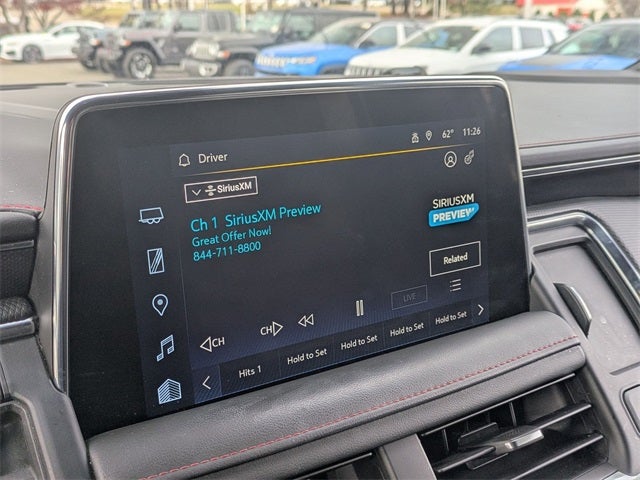 62° 11:26
Driver
SiriusXM
Ch 1 SiriusXM Preview
Great Offer Now!
844-711-8800
SIRIUSXM
PREVIEW
Related
CH
CH
LIVE
Hits 1
Hold to Set
Hold to Set
Hold to Set
Hold to Set